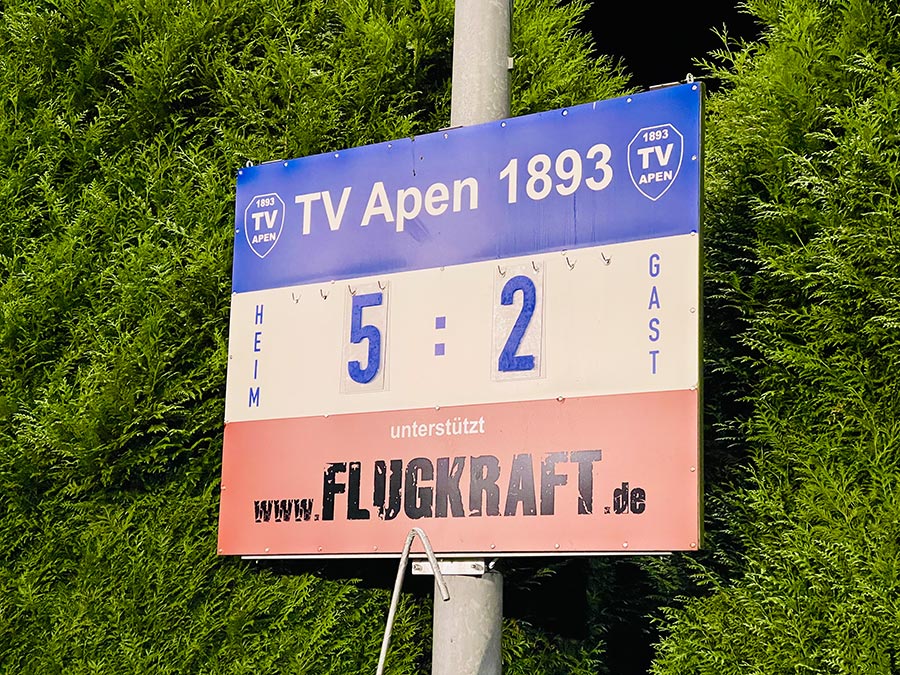 1893
TV
APEN
TV Apen 1893
1893
TV
APEN
HEIM
5 : 2
GAST
unterstützt
www.FLUGKRAFT.de